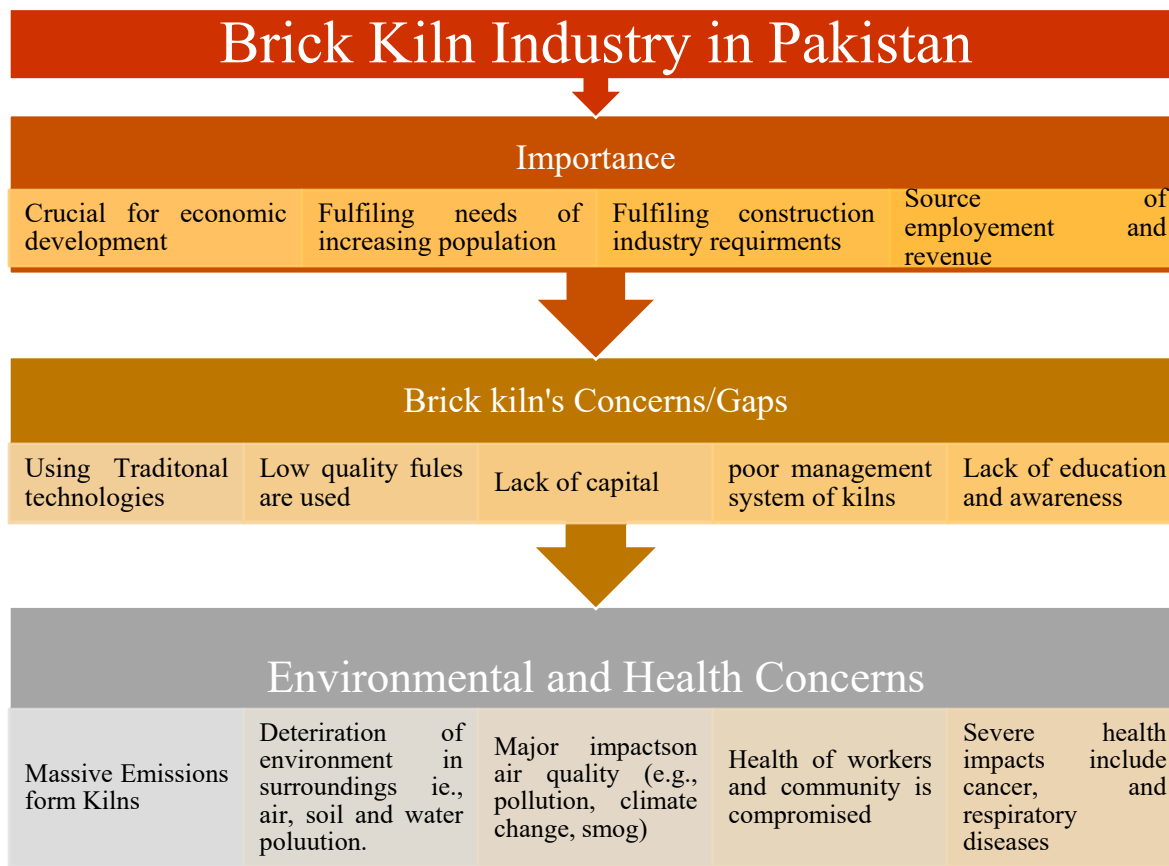 Brick Kiln Industry in Pakistan
Importance
Crucial for economic
development
Fulfiling needs of
increasing population
Fulfiling construction
industry requirments
Source of
employement and
revenue
Brick kiln's Concerns/Gaps
Using Traditonal
technologies
Low quality fules
are used
Lack of capital
poor management
system of kilns
Lack of education
and awareness
Environmental and Health Concerns
Massive Emissions
form Kilns
Deteriration of
environment in
surroundings ie.,
air, soil and water
poluution.
Major impactson
air quality (e.g.,
pollution, climate
change, smog)
Health of workers
and community is
compromised
Severe health
impacts include
cancer, and
respiratory
diseases